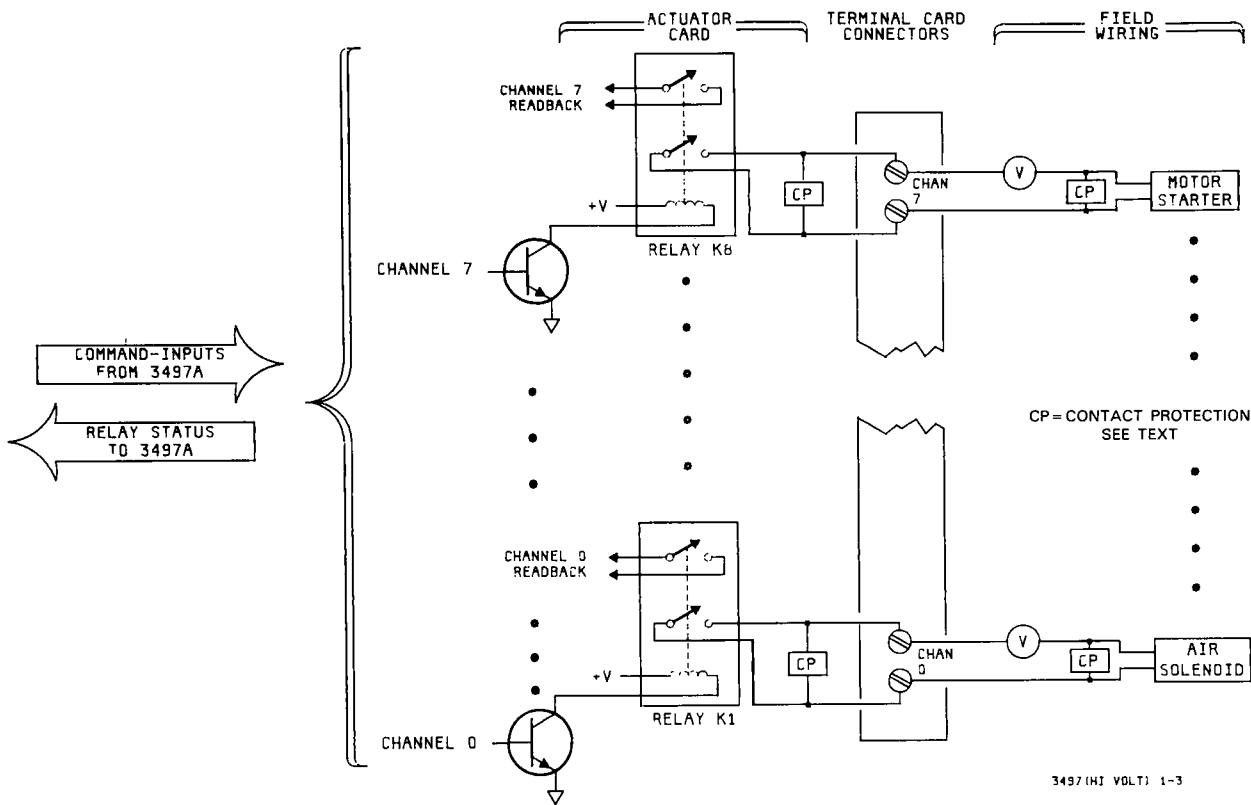 ACTUATOR
CARD
TERMINAL CARD
CONNECTORS
FIELD
WIRING
CHANNEL 7
READBACK
+V
RELAY K8
CHANNEL 7
CP
CHAN
7
V
CP
MOTOR
STARTER
COMMAND-INPUTS
FROM 3497A
RELAY STATUS
TO 3497A
CP=CONTACT PROTECTION
SEE TEXT
CHANNEL 0
READBACK
+V
RELAY K1
CHANNEL 0
CP
CHAN
0
V
CP
AIR
SOLENOID
3497(HI VOLT) 1-3